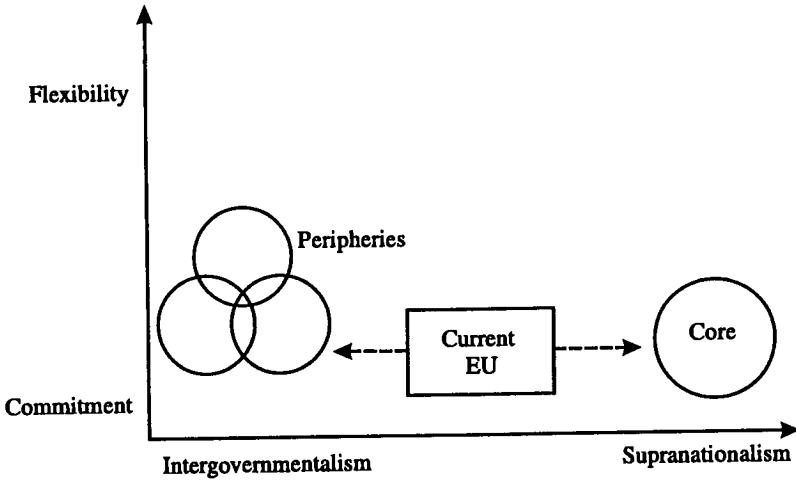 Flexibility
Peripheries
Current
EU
Core
Commitment
Intergovernmentalism
Supranationalism